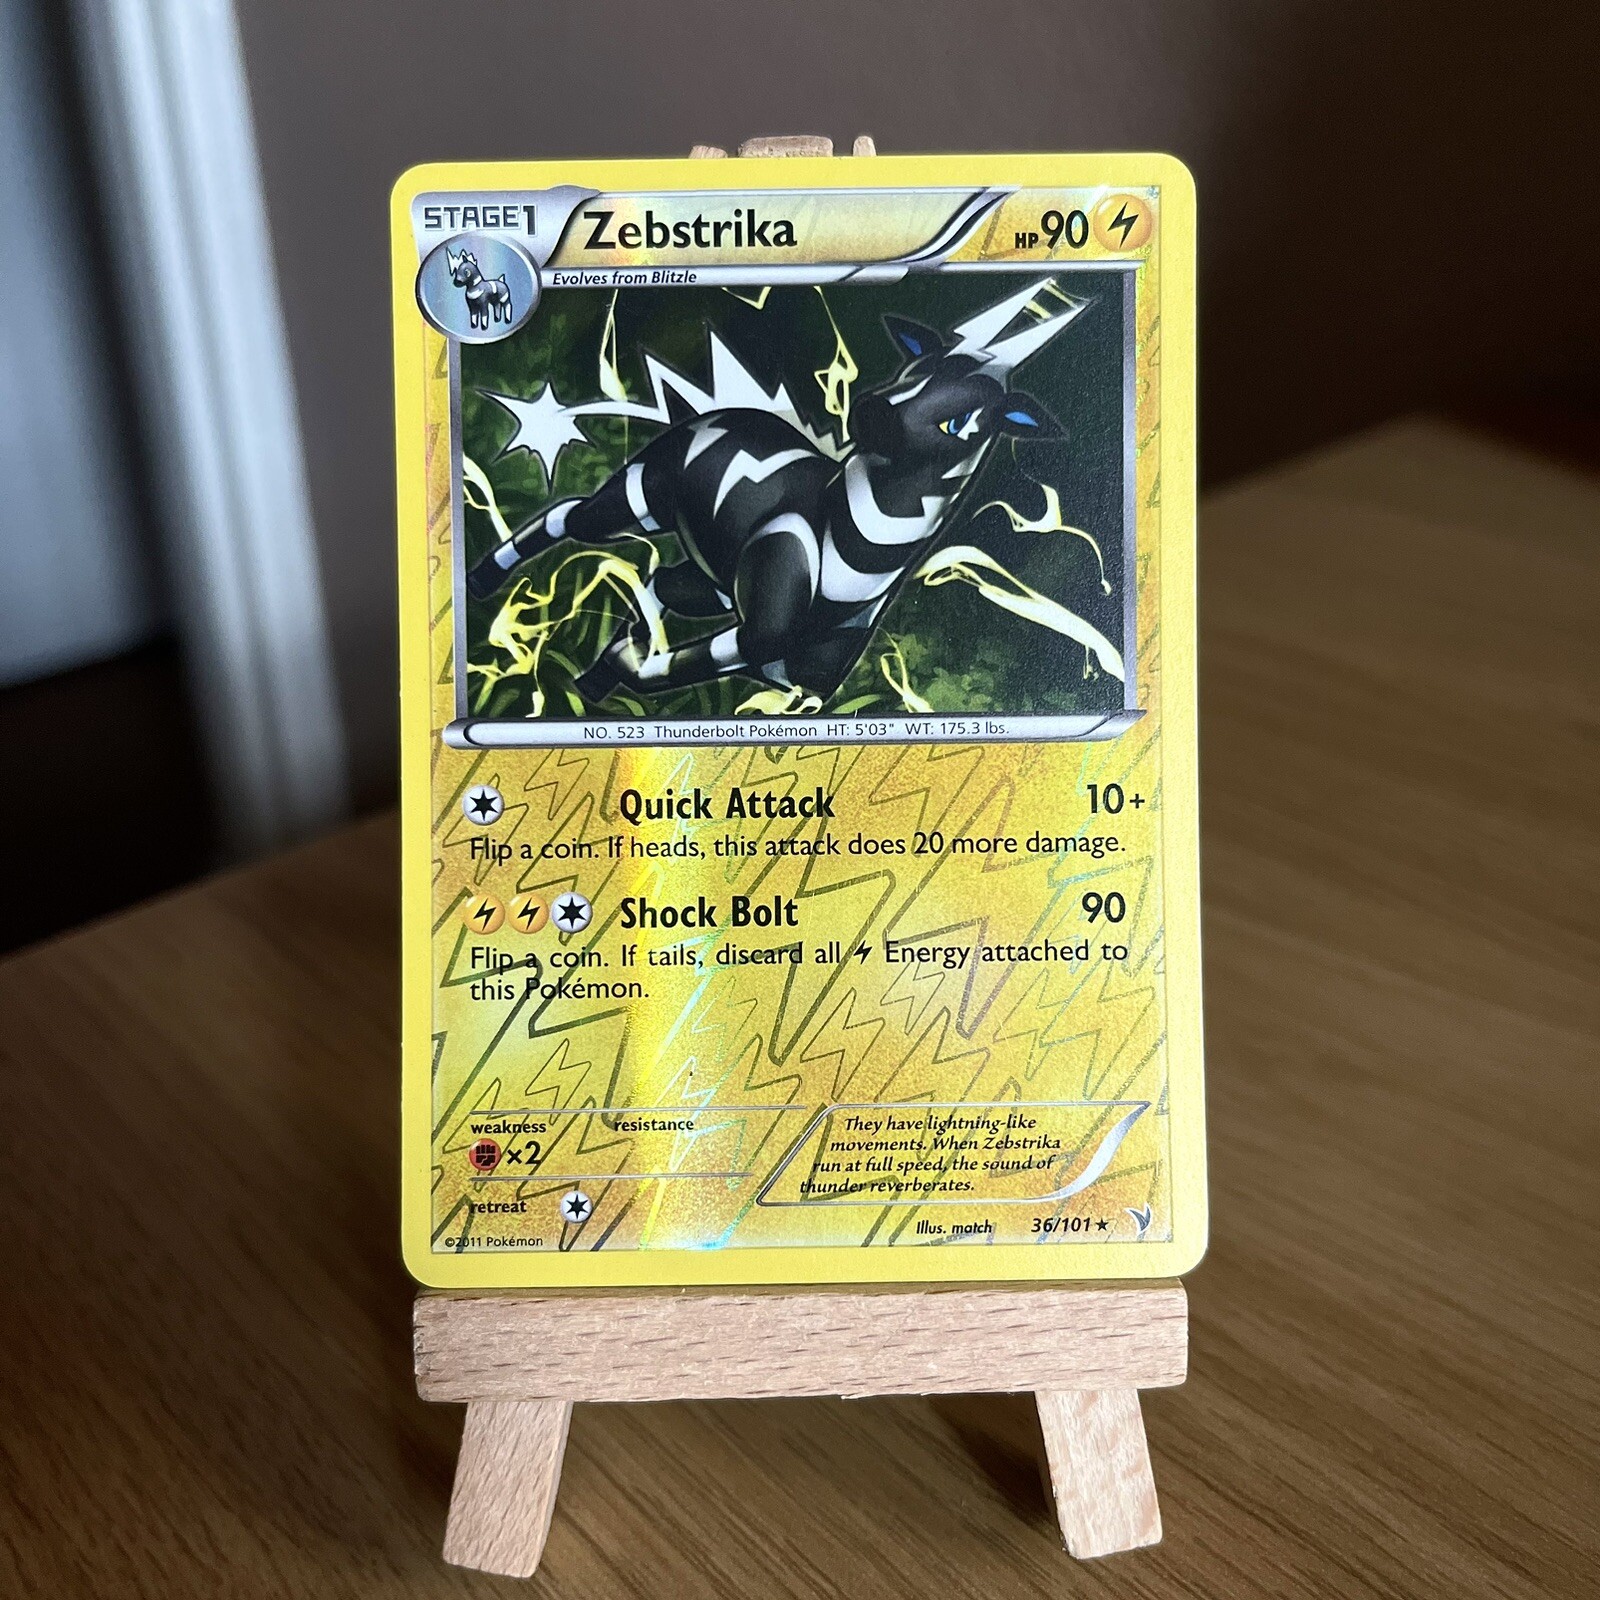 STAGE1
Zebstrika
HP 90
Evolves from Blitzle
NO. 523 Thunderbolt Pokémon HT: 5'03" WT: 175.3 lbs.
Quick Attack 10+
Flip a coin. If heads, this attack does 20 more damage.
Shock Bolt 90
Flip a coin. If tails, discard all Energy attached to
this Pokémon.
weakness resistance
×2
retreat
They have lightning-like
movements. When Zebstrika
run at full speed, the sound of
thunder reverberates.
©2011 Pokémon
Illus. match 36/101 ★